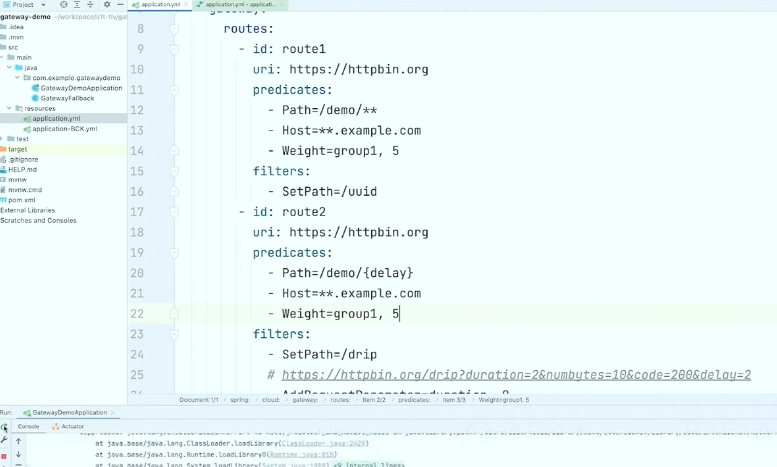 Project
application.yml
application.yml - applicati...
gateway-demo ~/workspace/s1t-tiv/gat
.idea
.mvn
src
main
java
com.example.gatewaydemo
GatewayDemoApplication
GatewayFallback
resources
application.yml
application-BCK.yml
test
target
.gitignore
HELP.md
mvnw
mvnw.cmd
pom.xml
External Libraries
Scratches and Consoles
8 routes:
9 - id: route1
10 uri: https://httpbin.org
11 predicates:
12 - Path=/demo/**
13 - Host=**.example.com
14 - Weight=group1, 5
15 filters:
16 - SetPath=/uuid
17 - id: route2
18 uri: https://httpbin.org
19 predicates:
20 - Path=/demo/{delay}
21 - Host=**.example.com
22 - Weight=group1, 5
23 filters:
24 - SetPath=/drip
25 # https://httpbin.org/drip?duration=2&numbytes=10&code=200&delay=2
Document 1/1 › spring: › cloud: › gateway: › routes: › Item 2/2 › predicates: › Item 3/3 › Weight=group1, 5
Run: GatewayDemoApplication
Console Actuator
at java.base/java.lang.ClassLoader.loadLibrary(ClassLoader.java:2429)
at java.base/java.lang.Runtime.loadLibrary0(Runtime.java:818)
at java.base/java.lang.System.loadLibrary(System.java:1989) <9 internal lines>